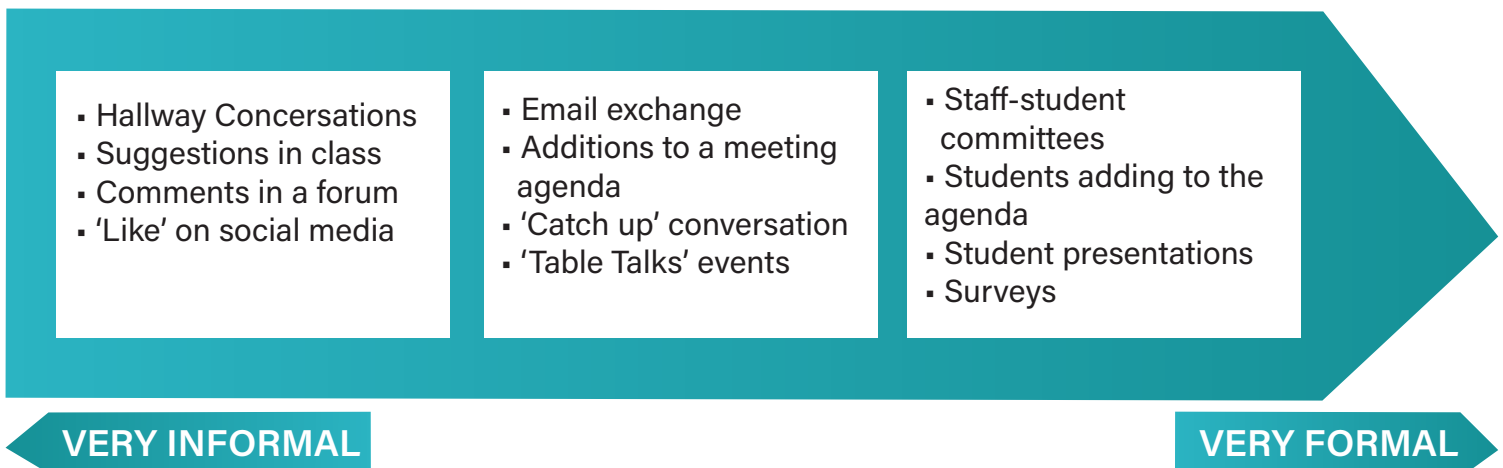 ▪ Hallway Concersations
▪ Suggestions in class
▪ Comments in a forum
▪ ‘Like’ on social media
▪ Email exchange
▪ Additions to a meeting
agenda
▪ ‘Catch up’ conversation
▪ ‘Table Talks’ events
▪ Staff-student
committees
▪ Students adding to the
agenda
▪ Student presentations
▪ Surveys
VERY INFORMAL
VERY FORMAL